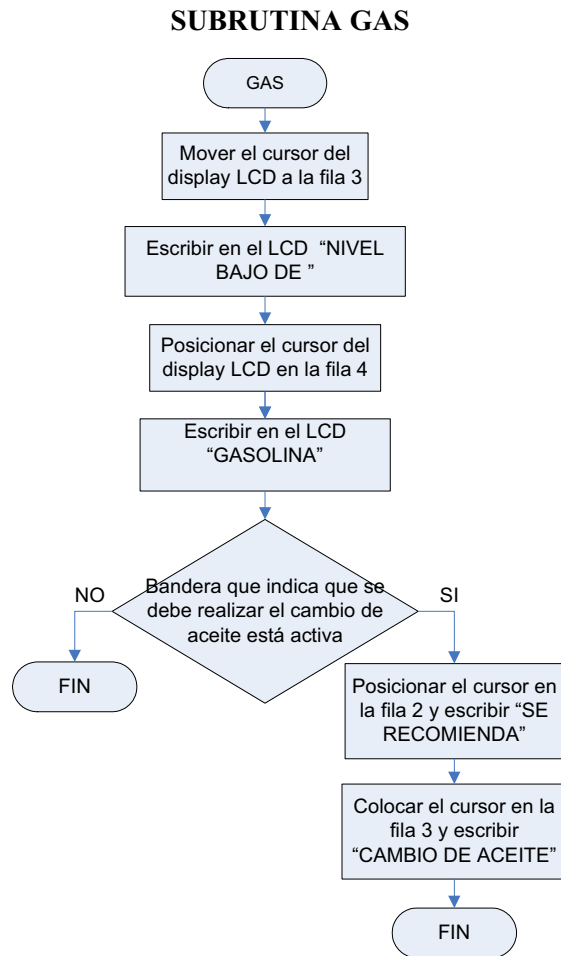 SUBRUTINA GAS
GAS
Mover el cursor del
display LCD a la fila 3
Escribir en el LCD “NIVEL
BAJO DE ”
Posicionar el cursor del
display LCD en la fila 4
Escribir en el LCD
“GASOLINA”
Bandera que indica que se
debe realizar el cambio de
aceite está activa
NO
SI
FIN
Posicionar el cursor en
la fila 2 y escribir “SE
RECOMIENDA”
Colocar el cursor en la
fila 3 y escribir
“CAMBIO DE ACEITE”
FIN